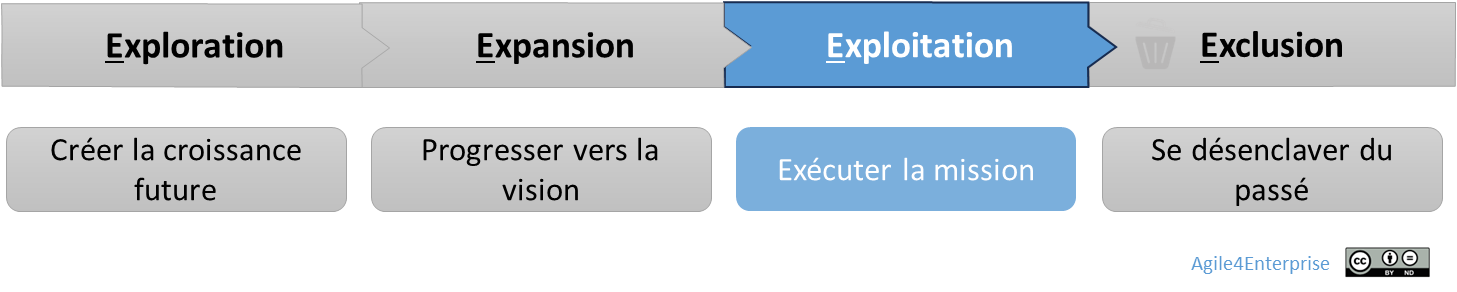 Exploration Expansion Exploitation Exclusion
Créer la croissance
future
Progresser vers la
vision
Exécuter la mission
Se désenclaver du
passé
Agile4Enterprise
cc BY ND